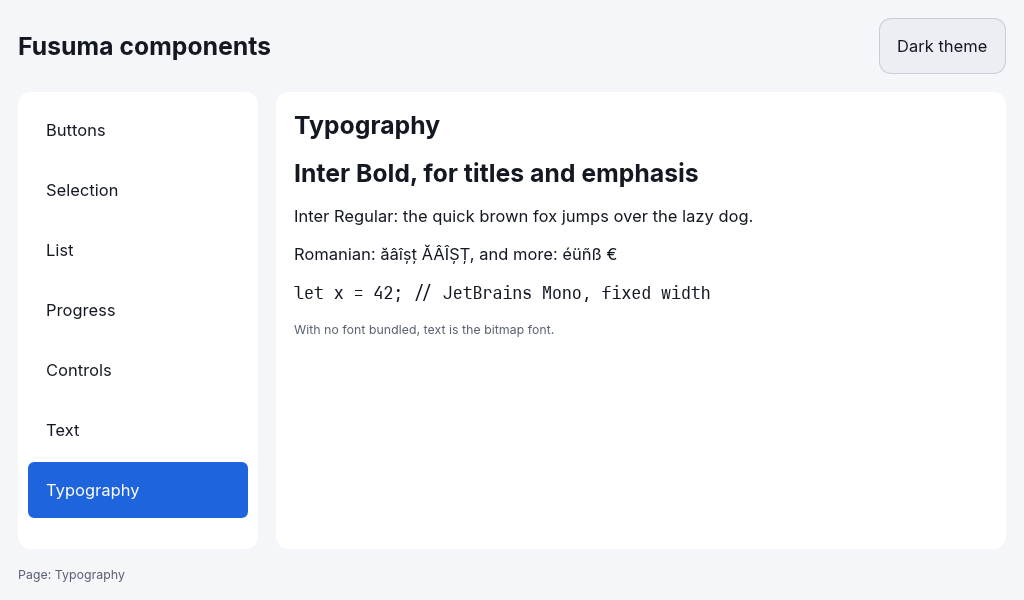 Fusuma components
Dark theme
Buttons
Selection
List
Progress
Controls
Text
Typography
Typography
Inter Bold, for titles and emphasis
Inter Regular: the quick brown fox jumps over the lazy dog.
Romanian: ăâîșț ĂÂÎȘȚ, and more: éüñß €
let x = 42; // JetBrains Mono, fixed width
With no font bundled, text is the bitmap font.
Page: Typography